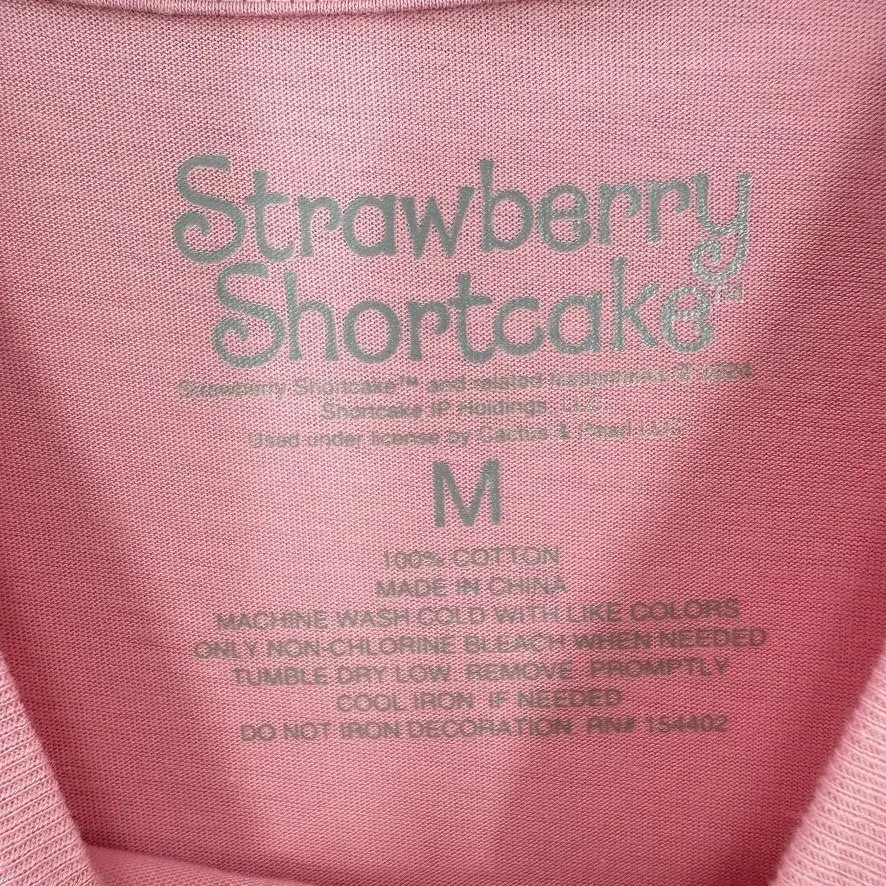 Strawberry
Shortcake™
Strawberry Shortcake™ and related trademarks © 2024
Shortcake IP Holdings LLC.
Used under license by Cactus & Pearl LLC
M
100% COTTON
MADE IN CHINA
MACHINE WASH COLD WITH LIKE COLORS
ONLY NON-CHLORINE BLEACH WHEN NEEDED
TUMBLE DRY LOW REMOVE PROMPTLY
COOL IRON IF NEEDED
DO NOT IRON DECORATION RN# 154402